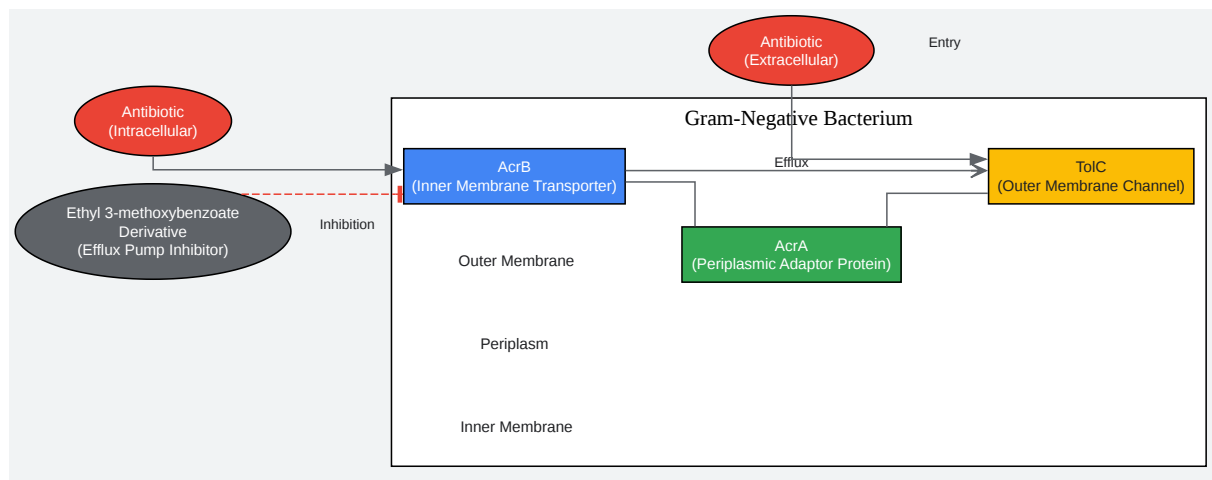 Antibiotic
(Extracellular)
Entry
Antibiotic
(Intracellular)
Gram-Negative Bacterium
AcrB
(Inner Membrane Transporter)
Efflux
TolC
(Outer Membrane Channel)
Ethyl 3-methoxybenzoate
Derivative
(Efflux Pump Inhibitor)
Inhibition
AcrA
(Periplasmic Adaptor Protein)
Outer Membrane
Periplasm
Inner Membrane